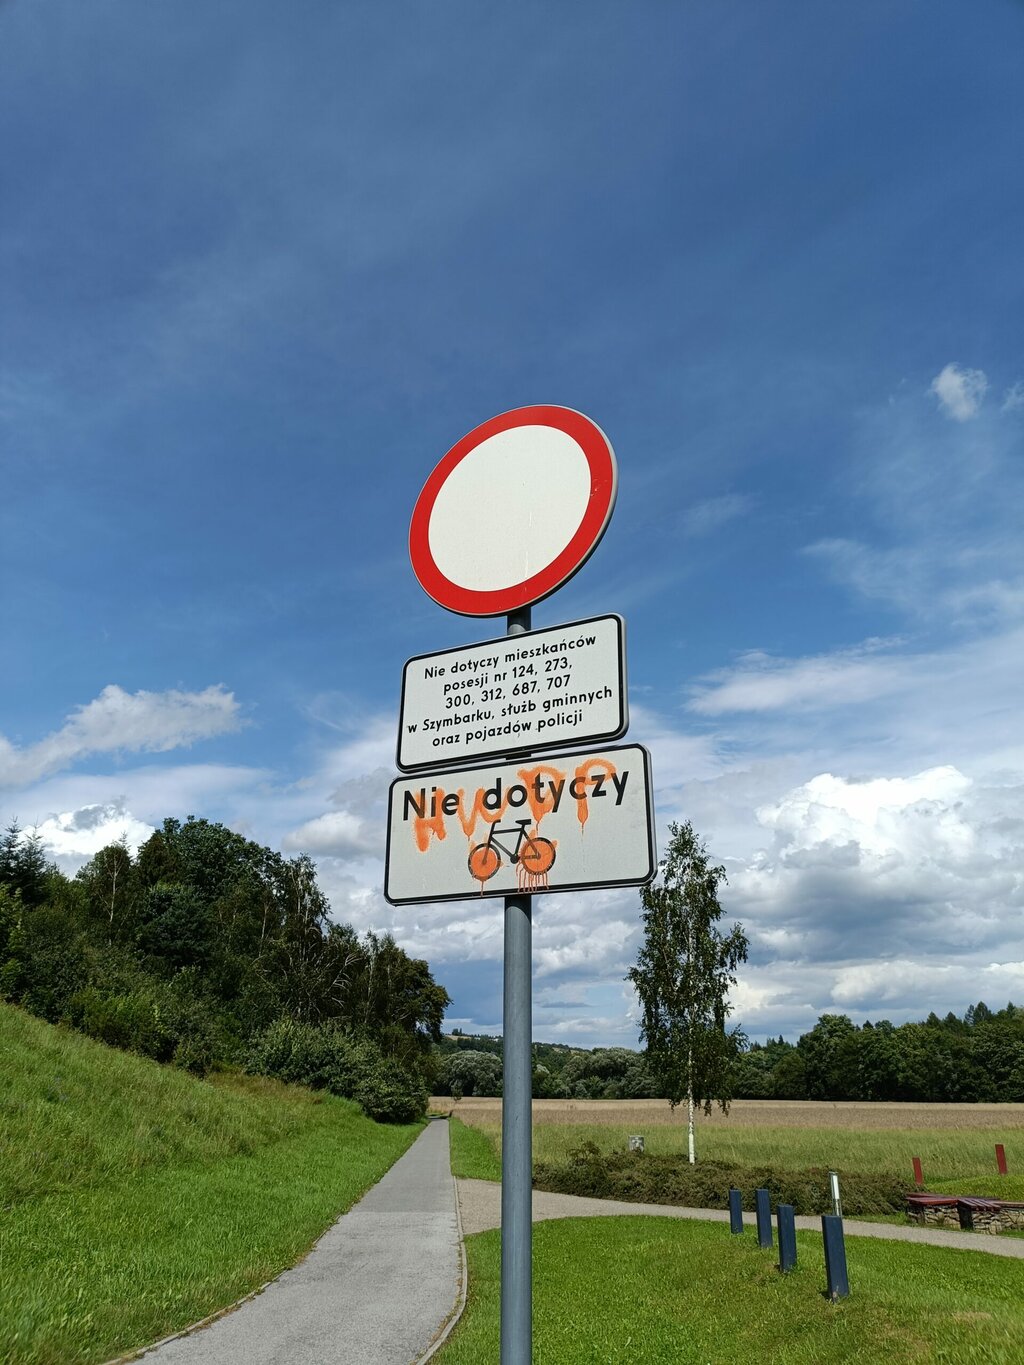 Nie dotyczy mieszkańców
posesji nr 124, 273,
300, 312, 687, 707
w Szymbarku, służb gminnych
oraz pojazdów policji
Nie dotyczy